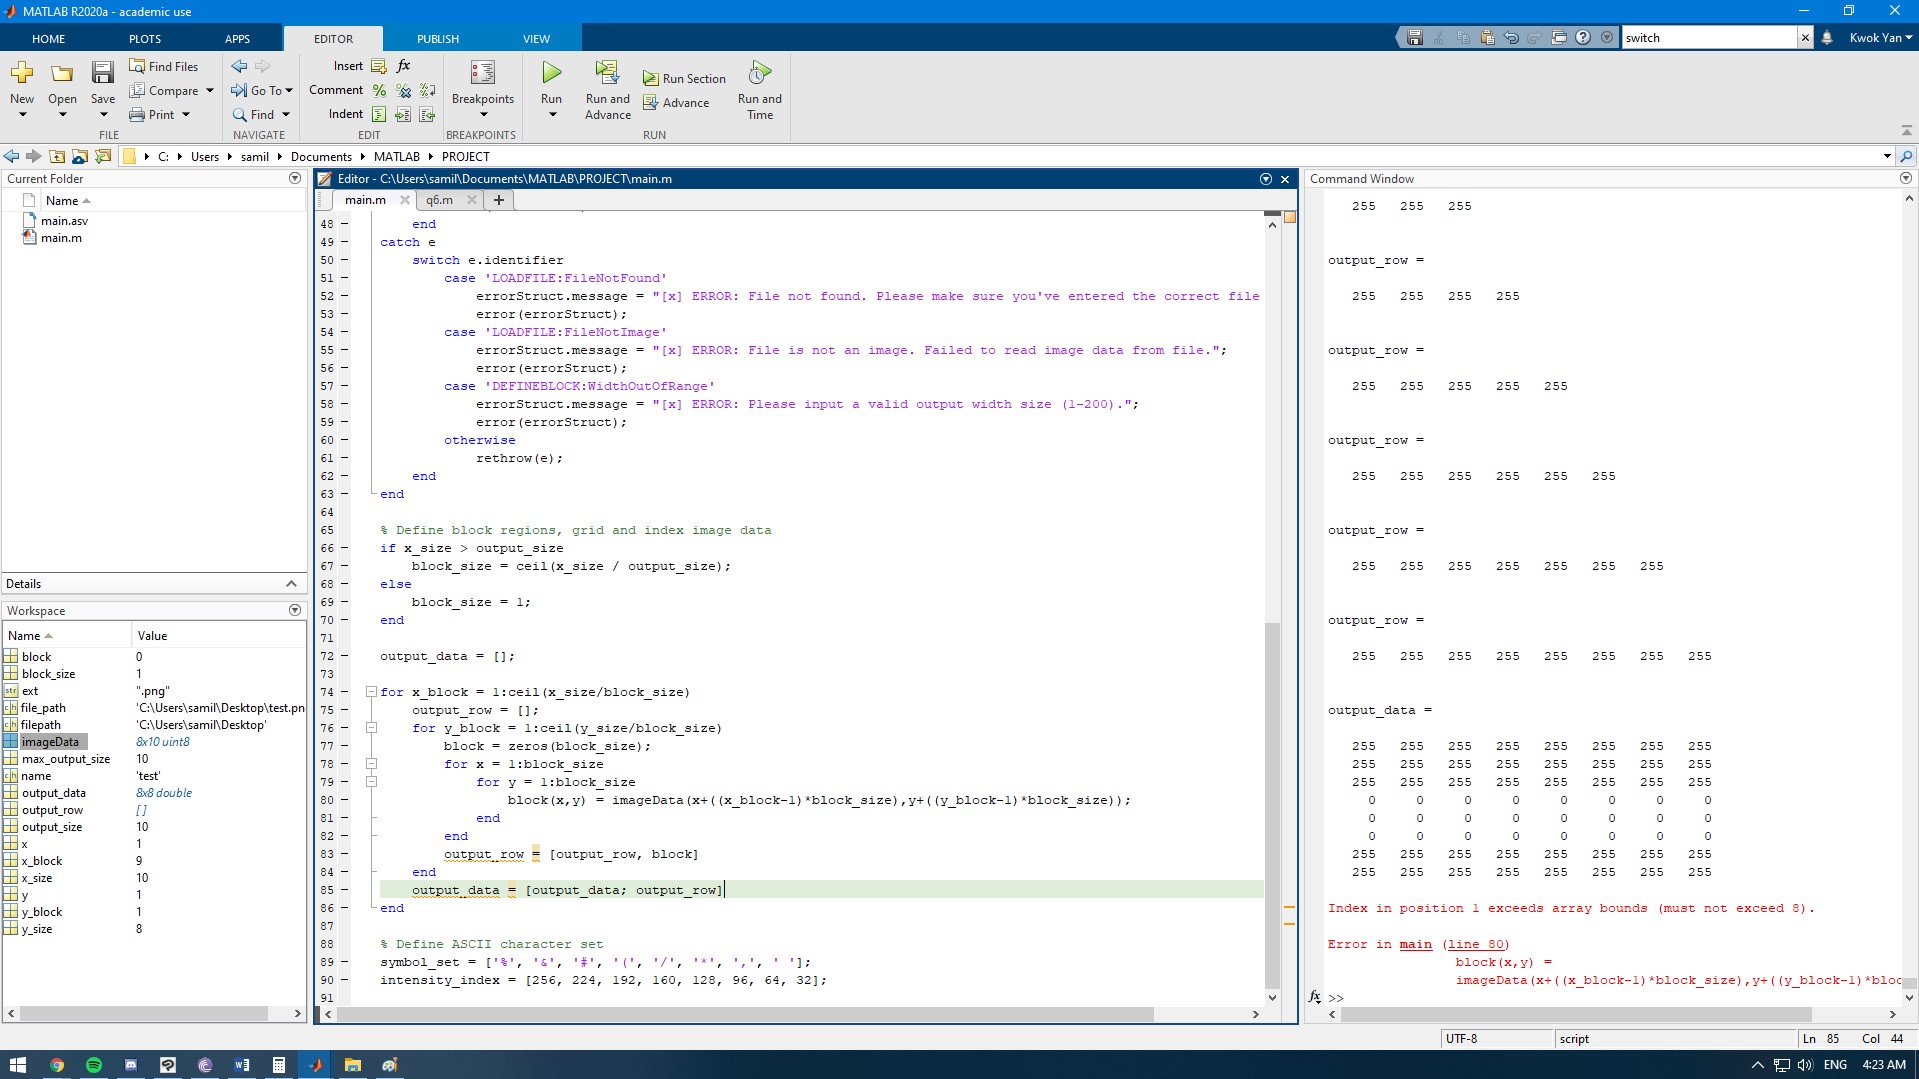 MATLAB R2020a - academic use
HOME PLOTS APPS EDITOR PUBLISH VIEW
switch
Kwok Yan
New Open Save
Find Files
Compare
Print
FILE
Go To
Find
NAVIGATE
Insert fx
Comment
Indent
EDIT
Breakpoints
BREAKPOINTS
Run
Run and Advance
Run Section
Advance
Run and Time
RUN
C: Users samil Documents MATLAB PROJECT
Current Folder
Name
main.asv
main.m
Details
Workspace
Name Value
block 0
block_size 1
ext ".png"
file_path 'C:\Users\samil\Desktop\test.pn
filepath 'C:\Users\samil\Desktop'
imageData 8x10 uint8
max_output_size 10
name 'test'
output_data 8x8 double
output_row []
output_size 10
x 1
x_block 9
x_size 10
y 1
y_block 1
y_size 8
Editor - C:\Users\samil\Documents\MATLAB\PROJECT\main.m
main.m q6.m +
48 – end
49 – catch e
50 – switch e.identifier
51 – case 'LOADFILE:FileNotFound'
52 – errorStruct.message = "[x] ERROR: File not found. Please make sure you've entered the correct file
53 – error(errorStruct);
54 – case 'LOADFILE:FileNotImage'
55 – errorStruct.message = "[x] ERROR: File is not an image. Failed to read image data from file.";
56 – error(errorStruct);
57 – case 'DEFINEBLOCK:WidthOutOfRange'
58 – errorStruct.message = "[x] ERROR: Please input a valid output width size (1-200).";
59 – error(errorStruct);
60 – otherwise
61 – rethrow(e);
62 – end
63 – end
64
65 % Define block regions, grid and index image data
66 – if x_size > output_size
67 – block_size = ceil(x_size / output_size);
68 – else
69 – block_size = 1;
70 – end
71
72 – output_data = [];
73
74 – for x_block = 1:ceil(x_size/block_size)
75 – output_row = [];
76 – for y_block = 1:ceil(y_size/block_size)
77 – block = zeros(block_size);
78 – for x = 1:block_size
79 – for y = 1:block_size
80 – block(x,y) = imageData(x+((x_block-1)*block_size),y+((y_block-1)*block_size));
81 – end
82 – end
83 – output_row = [output_row, block]
84 – end
85 – output_data = [output_data; output_row]
86 – end
87
88 % Define ASCII character set
89 – symbol_set = ['%', '&', '#', '(', '/', '*', ',', ' '];
90 – intensity_index = [256, 224, 192, 160, 128, 96, 64, 32];
91
Command Window
255 255 255
output_row =
255 255 255 255
output_row =
255 255 255 255 255
output_row =
255 255 255 255 255 255
output_row =
255 255 255 255 255 255 255
output_row =
255 255 255 255 255 255 255 255
output_data =
255 255 255 255 255 255 255 255
255 255 255 255 255 255 255 255
255 255 255 255 255 255 255 255
0 0 0 0 0 0 0 0
0 0 0 0 0 0 0 0
0 0 0 0 0 0 0 0
255 255 255 255 255 255 255 255
255 255 255 255 255 255 255 255
Index in position 1 exceeds array bounds (must not exceed 8).
Error in main (line 80)
block(x,y) =
imageData(x+((x_block-1)*block_size),y+((y_block-1)*bloc
fx >>
UTF-8 script Ln 85 Col 44
ENG 4:23 AM